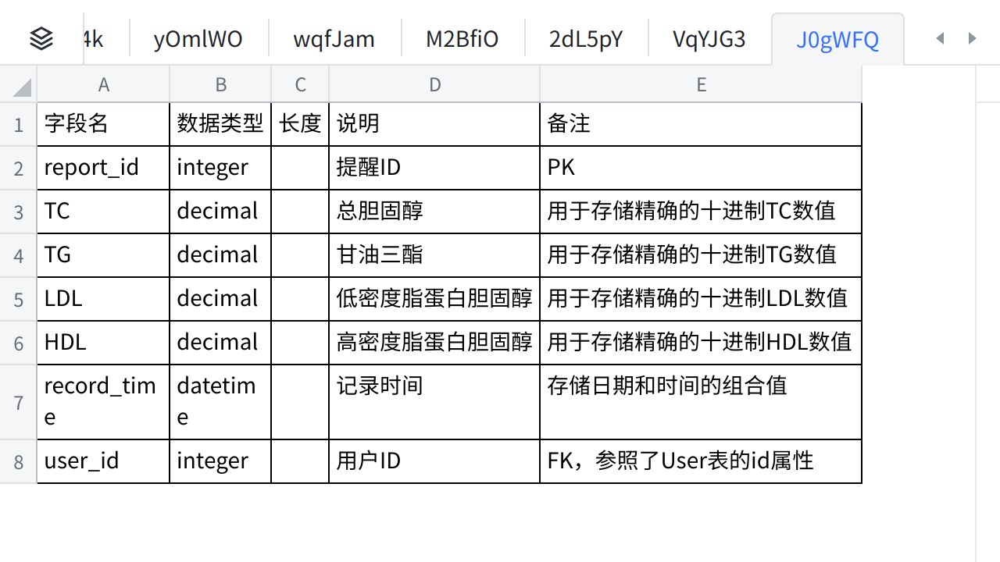 4k yOmlWO wqfJam M2BfiO 2dL5pY VqYJG3 J0gWFQ
A B C D E
1 字段名 数据类型 长度 说明 备注
2 report_id integer 提醒ID PK
3 TC decimal 总胆固醇 用于存储精确的十进制TC数值
4 TG decimal 甘油三酯 用于存储精确的十进制TG数值
5 LDL decimal 低密度脂蛋白胆固醇 用于存储精确的十进制LDL数值
6 HDL decimal 高密度脂蛋白胆固醇 用于存储精确的十进制HDL数值
7 record_tim datetim 记录时间 存储日期和时间的组合值
e e
8 user_id integer 用户ID FK，参照了User表的id属性